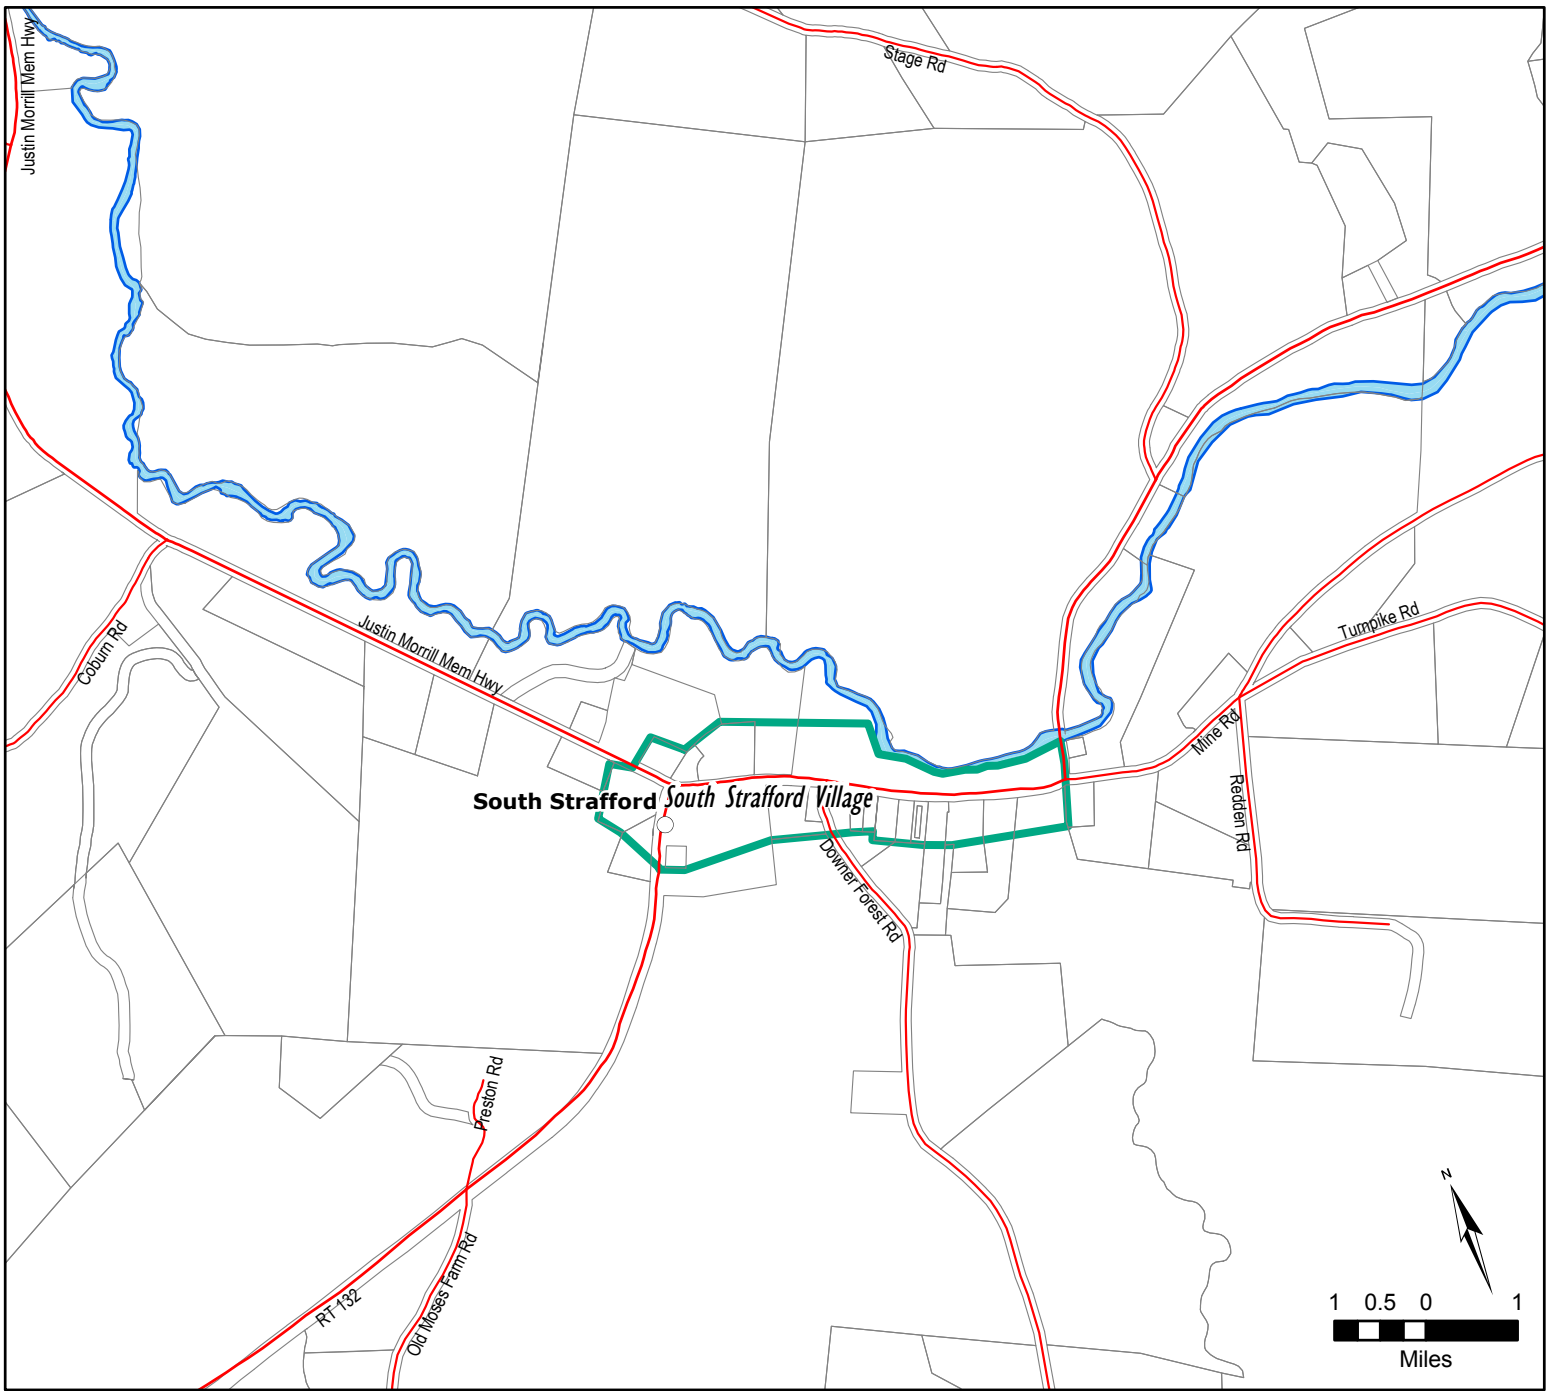 Justin Morrill Mem Hwy
Stage Rd
Coburn Rd
Justin Morrill Mem Hwy
Turnpike Rd
Mine Rd
Redden Rd
South Strafford
South Strafford Village
Downer Forest Rd
Preston Rd
Old Moses Farm Rd
RT 132
N
1 0.5 0 1
Miles